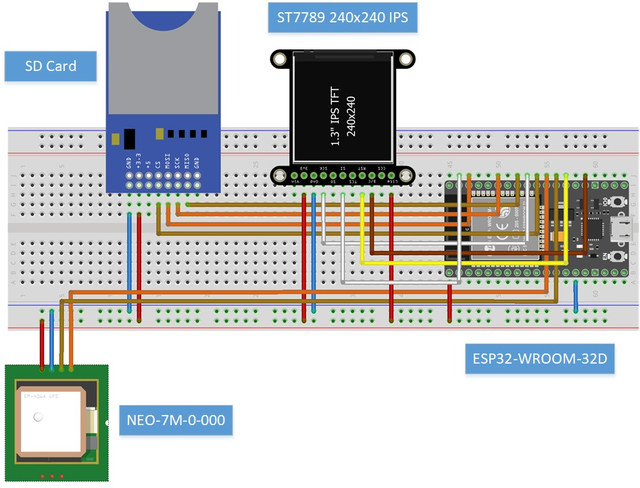 ST7789 240x240 IPS
SD Card
1.3" IPS TFT
240x240
GND
+3.3
+5
CS
MOSI
SCK
MISO
GND
ESP32-WROOM-32D
NEO-7M-0-000